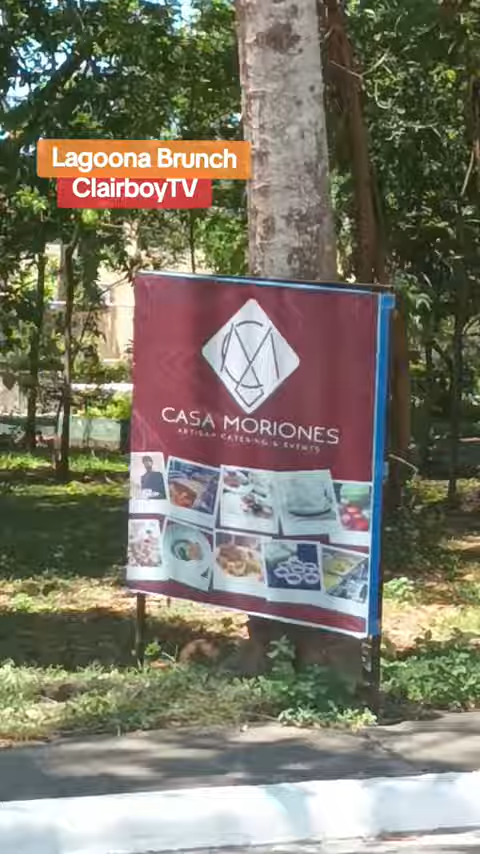 Lagoona Brunch
ClairboyTV
CASA MORIONES
ARTISAN CATERING & EVENTS